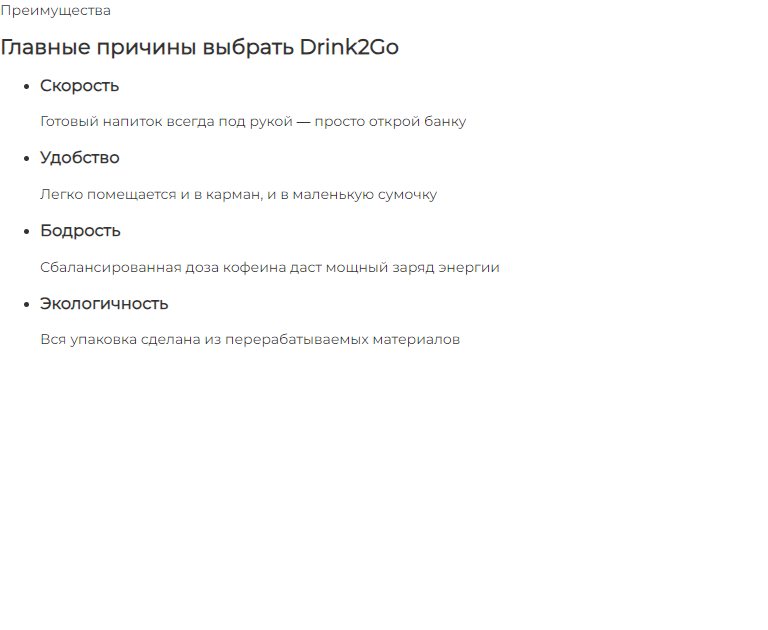 Преимущества
Главные причины выбрать Drink2Go
Скорость
Готовый напиток всегда под рукой — просто открой банку
Удобство
Легко помещается и в карман, и в маленькую сумочку
Бодрость
Сбалансированная доза кофеина даст мощный заряд энергии
Экологичность
Вся упаковка сделана из перерабатываемых материалов